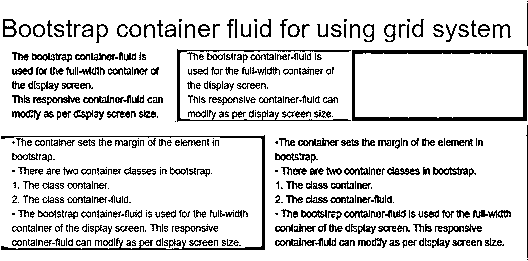 Bootstrap container fluid for using grid system
The bootstrap container-fluid is
used for the full-width container of
the display screen.
This responsive container-fluid can
modify as per display screen size.
The bootstrap container-fluid is
used for the full-width container of
the display screen.
This responsive container-fluid can
modify as per display screen size.
•The container sets the margin of the element in
bootstrap.
• There are two container classes in bootstrap.
1. The class container.
2. The class container-fluid.
• The bootstrap container-fluid is used for the full-width
container of the display screen. This responsive
container-fluid can modify as per display screen size.
•The container sets the margin of the element in
bootstrap.
• There are two container classes in bootstrap.
1. The class container.
2. The class container-fluid.
• The bootstrap container-fluid is used for the full-width
container of the display screen. This responsive
container-fluid can modify as per display screen size.